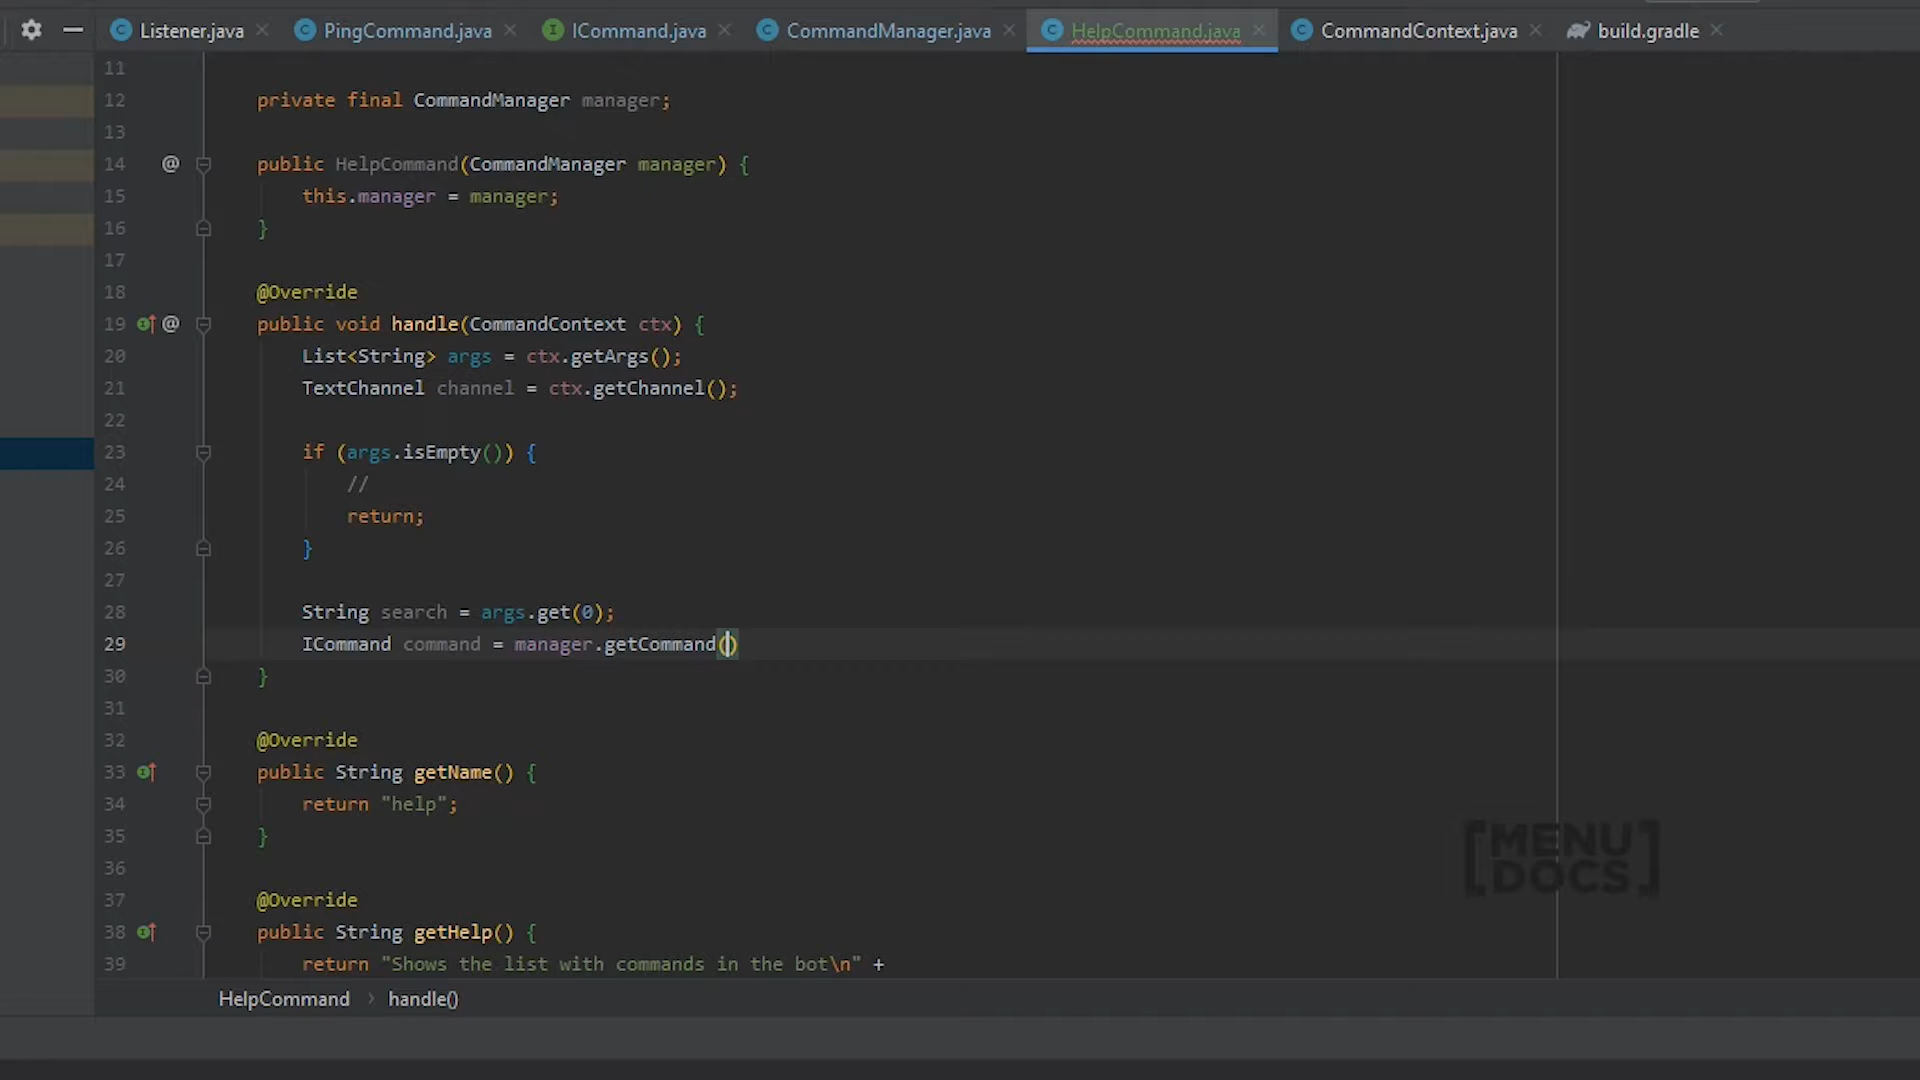 Listener.java PingCommand.java ICommand.java CommandManager.java HelpCommand.java CommandContext.java build.gradle
11
12 private final CommandManager manager;
13
14 @ public HelpCommand(CommandManager manager) {
15 this.manager = manager;
16 }
17
18 @Override
19 @ public void handle(CommandContext ctx) {
20 List<String> args = ctx.getArgs();
21 TextChannel channel = ctx.getChannel();
22
23 if (args.isEmpty()) {
24 //
25 return;
26 }
27
28 String search = args.get(0);
29 ICommand command = manager.getCommand()
30 }
31
32 @Override
33 public String getName() {
34 return "help";
35 }
36
37 @Override
38 public String getHelp() {
39 return "Shows the list with commands in the bot\n" +
[MENU
DOCS.]
HelpCommand › handle()